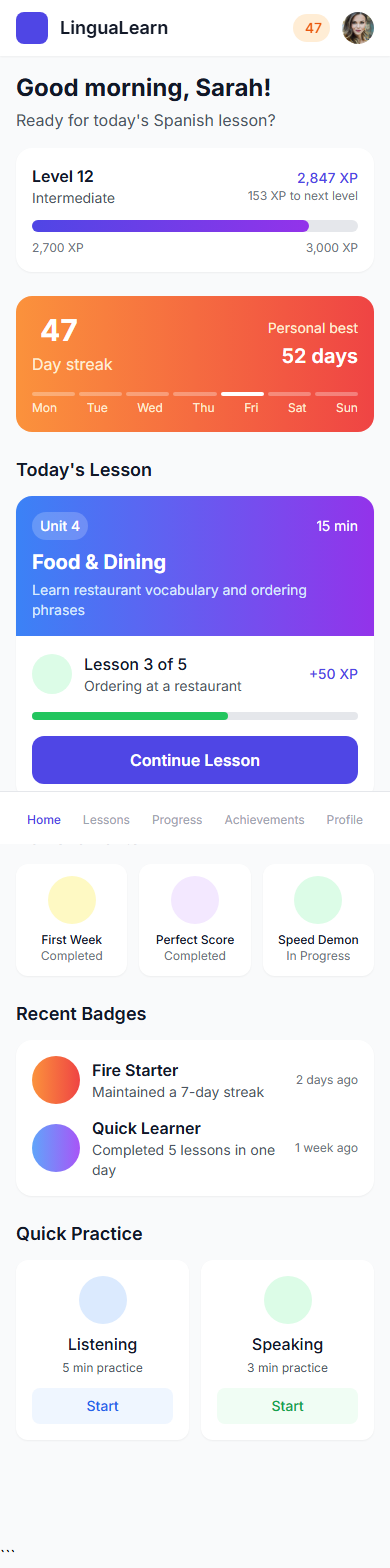 LinguaLearn
47
Good morning, Sarah!
Ready for today's Spanish lesson?
Level 12
2,847 XP
Intermediate
153 XP to next level
2,700 XP
3,000 XP
47
Personal best
Day streak
52 days
Mon Tue Wed Thu Fri Sat Sun
Today's Lesson
Unit 4
15 min
Food & Dining
Learn restaurant vocabulary and ordering
phrases
Lesson 3 of 5
Ordering at a restaurant
+50 XP
Continue Lesson
Home Lessons Progress Achievements Profile
First Week
Completed
Perfect Score
Completed
Speed Demon
In Progress
Recent Badges
Fire Starter
Maintained a 7-day streak
2 days ago
Quick Learner
Completed 5 lessons in one
day
1 week ago
Quick Practice
Listening
5 min practice
Start
Speaking
3 min practice
Start
```